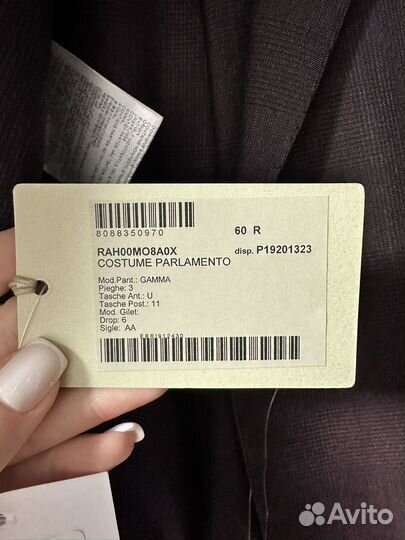 8088350970
60 R
RAH00MO8A0X
disp. P19201323
COSTUME PARLAMENTO
Mod.Pant.: GAMMA
Pieghe: 3
Tasche Ant.: U
Tasche Post.: 11
Mod. Gilet:
Drop: 6
Sigle: AA
EBRI912430
Avito